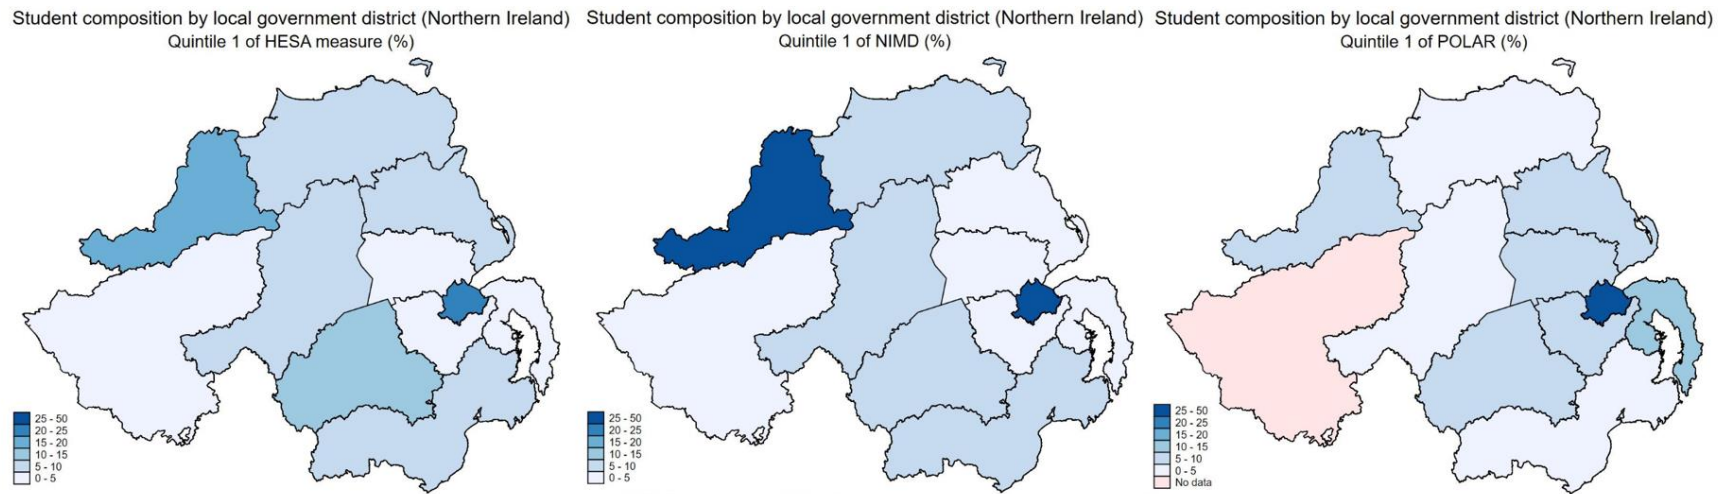 Student composition by local government district (Northern Ireland)
Quintile 1 of HESA measure (%)
25 - 50
20 - 25
15 - 20
10 - 15
5 - 10
0 - 5
Student composition by local government district (Northern Ireland)
Quintile 1 of NIMD (%)
25 - 50
20 - 25
15 - 20
10 - 15
5 - 10
0 - 5
Student composition by local government district (Northern Ireland)
Quintile 1 of POLAR (%)
25 - 50
20 - 25
15 - 20
10 - 15
5 - 10
0 - 5
No data